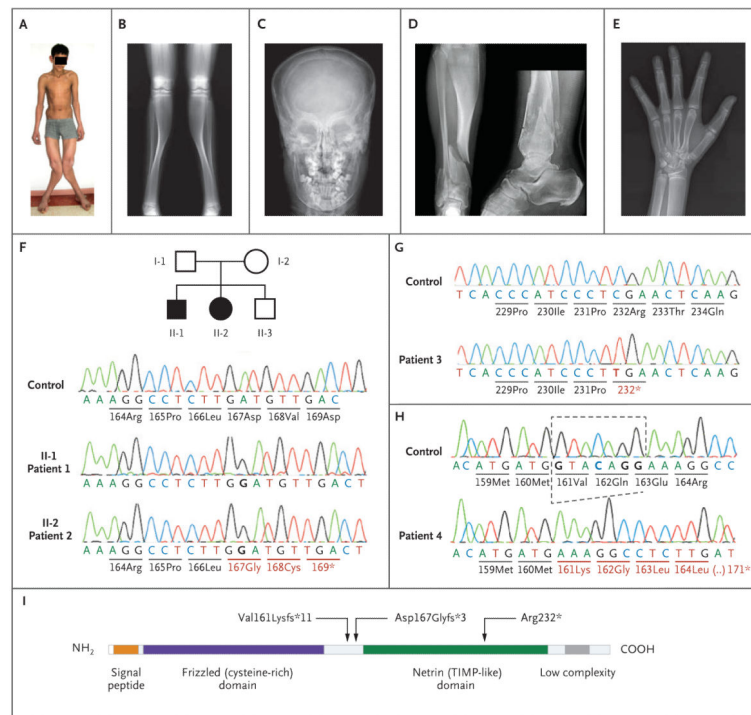 A
B
C
D
E
F
I-1
I-2
II-1
II-2
II-3
Control
A A A G G C C T C T T G A T G T T G A C
164Arg 165Pro 166Leu 167Asp 168Val 169Asp
II-1
Patient 1
A A A G G C C T C T T G G A T G T T G A C T
II-2
Patient 2
A A A G G C C T C T T G G A T G T T G A C T
164Arg 165Pro 166Leu 167Gly 168Cys 169*
G
Control
T C A C C C A T C C C T C G A A C T C A A G
229Pro 230Ile 231Pro 232Arg 233Thr 234Gln
Patient 3
T C A C C C A T C C C T T G A A C T C A A G
229Pro 230Ile 231Pro 232*
H
Control
A C A T G A T G G T A C A G G A A A G G C C
159Met 160Met 161Val 162Gln 163Glu 164Arg
Patient 4
A C A T G A T G A A A G G C C T C T T G A T
159Met 160Met 161Lys 162Gly 163Leu 164Leu (..) 171*
I
Val161Lysfs*11 Asp167Glyfs*3 Arg232*
NH2 COOH
Signal peptide
Frizzled (cysteine-rich) domain
Netrin (TIMP-like) domain
Low complexity